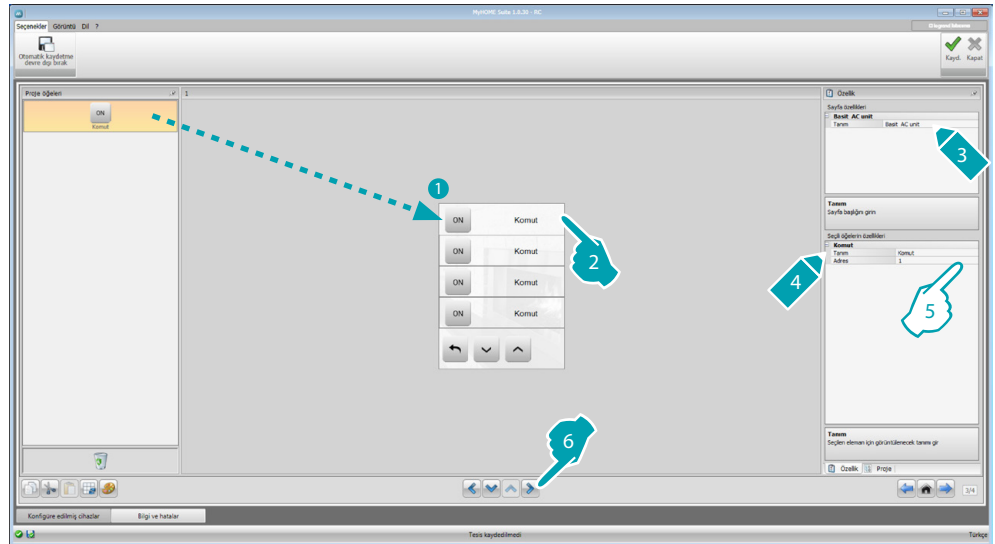 MyHOME Suite 1.0.30 - RC
Seçenekler Görüntü Dil ?
Otomatik kaydetme
devre dışı bırak
Kayd. Kapat
Proje öğeleri
1
Özellik
ON
Komut
Sayfa özellikleri
Basit AC unit
Tanım Basit AC unit
3
Tanım
Sayfa başlığını girin
1
ON Komut
2
ON Komut
ON Komut
ON Komut
Seçili öğelerin özellikleri
Komut
Tanım Komut
Adres 1
4
5
6
Tanım
Seçilen eleman için görüntülenecek tanımı gir
Özellik Proje
3/4
Konfigüre edilmiş cihazlar Bilgi ve hatalar
Tesis kaydedilmedi
Türkçe